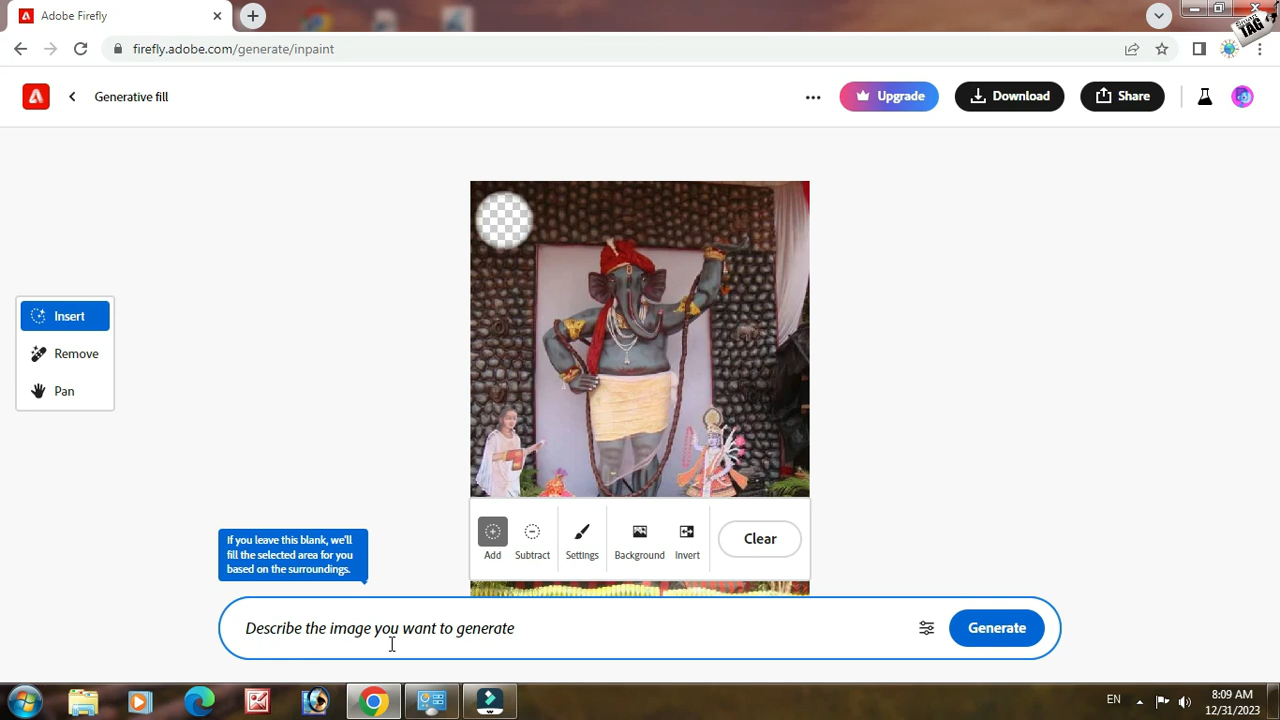 Adobe Firefly
firefly.adobe.com/generate/inpaint
Generative fill
Upgrade
Download
Share
Insert
Remove
Pan
Add
Subtract
Settings
Background
Invert
Clear
If you leave this blank, we'll
fill the selected area for you
based on the surroundings.
Describe the image you want to generate
Generate
EN
8:09 AM
12/31/2023